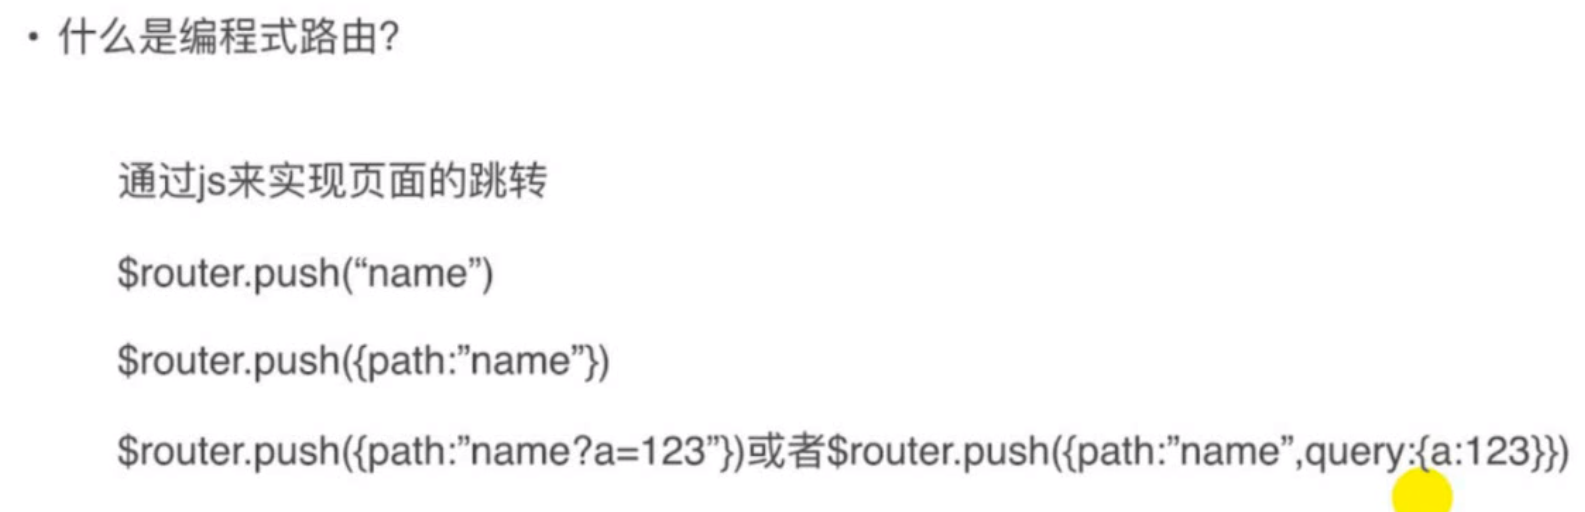 • 什么是编程式路由?
通过js来实现页面的跳转
$router.push(“name”)
$router.push({path:”name”})
$router.push({path:”name?a=123”})或者$router.push({path:”name”,query:{a:123}})